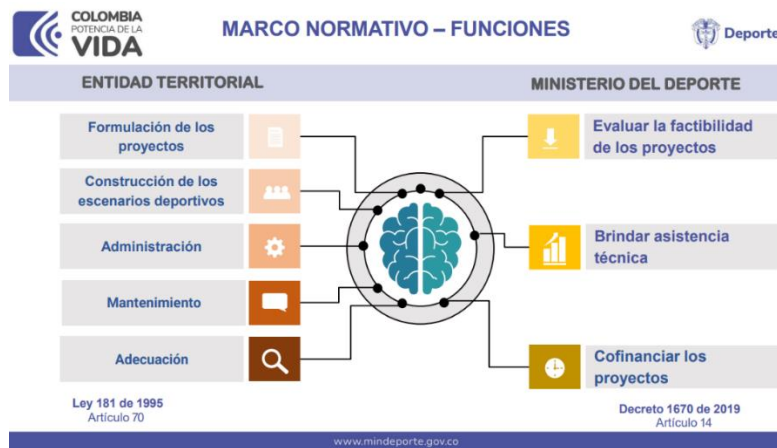 COLOMBIA
POTENCIA DE LA
VIDA
MARCO NORMATIVO – FUNCIONES
Deporte
ENTIDAD TERRITORIAL
MINISTERIO DEL DEPORTE
Formulación de los
proyectos
Construcción de los
escenarios deportivos
Administración
Mantenimiento
Adecuación
Evaluar la factibilidad
de los proyectos
Brindar asistencia
técnica
Cofinanciar los
proyectos
Ley 181 de 1995
Artículo 70
Decreto 1670 de 2019
Artículo 14
www.mindeporte.gov.co